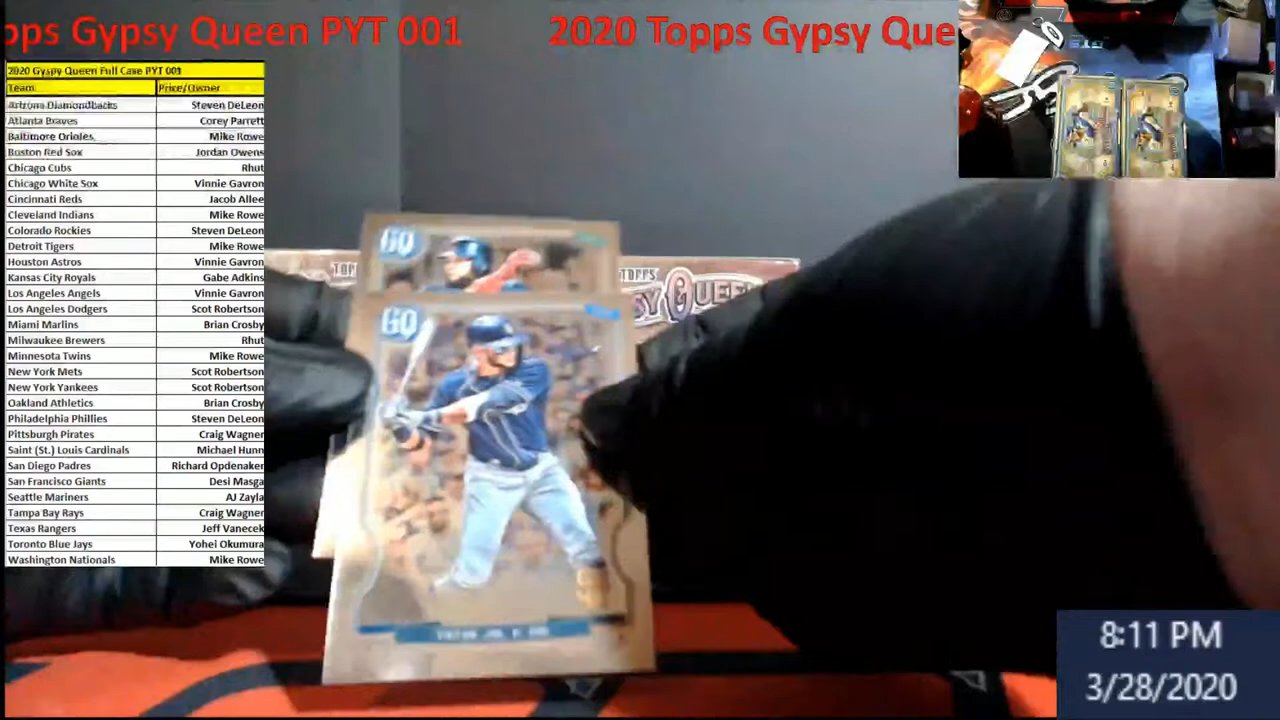 ops Gypsy Queen PYT 001 2020 Topps Gypsy Que
2020 Gyspy Queen Full Case PYT 001
Team Price/Owner
Arizona Diamondbacks Steven DeLeon
Atlanta Braves Corey Parrett
Baltimore Orioles Mike Rowe
Boston Red Sox Jordan Owens
Chicago Cubs Rhut
Chicago White Sox Vinnie Gavron
Cincinnati Reds Jacob Allee
Cleveland Indians Mike Rowe
Colorado Rockies Steven DeLeon
Detroit Tigers Mike Rowe
Houston Astros Vinnie Gavron
Kansas City Royals Gabe Adkins
Los Angeles Angels Vinnie Gavron
Los Angeles Dodgers Scot Robertson
Miami Marlins Brian Crosby
Milwaukee Brewers Rhut
Minnesota Twins Mike Rowe
New York Mets Scot Robertson
New York Yankees Scot Robertson
Oakland Athletics Brian Crosby
Philadelphia Phillies Steven DeLeon
Pittsburgh Pirates Craig Wagner
Saint (St.) Louis Cardinals Michael Hunn
San Diego Padres Richard Opdenaker
San Francisco Giants Desi Masga
Seattle Mariners AJ Zayla
Tampa Bay Rays Craig Wagner
Texas Rangers Jeff Vanecek
Toronto Blue Jays Yohei Okumura
Washington Nationals Mike Rowe
GQ
TOP
TOPPS
SY QUEEN
GQ
8:11 PM
3/28/2020